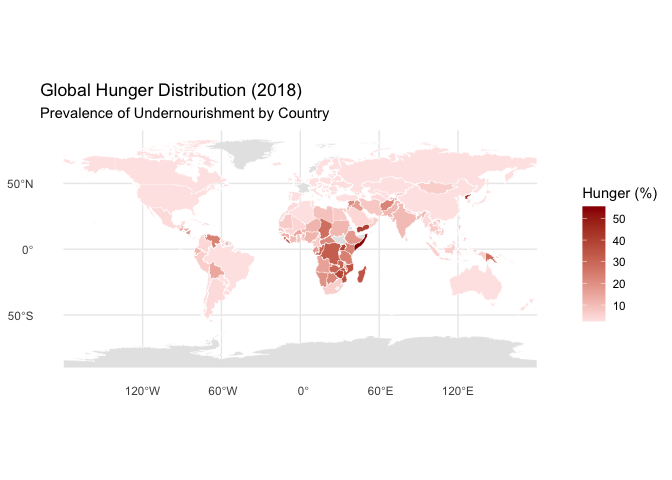 Global Hunger Distribution (2018)
Prevalence of Undernourishment by Country
50°N
0°
50°S
120°W 60°W 0° 60°E 120°E
Hunger (%)
50
40
30
20
10